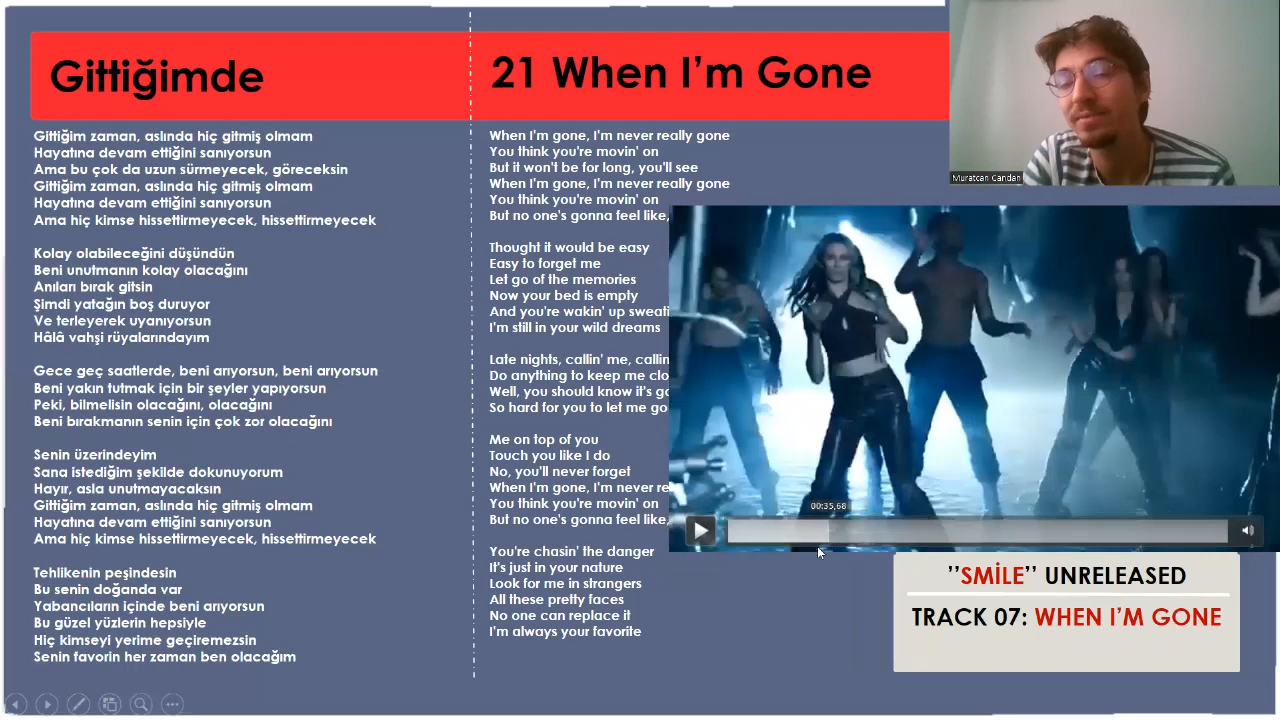 Gittiğimde
Gittiğim zaman, aslında hiç gitmiş olmam
Hayatına devam ettiğini sanıyorsun
Ama bu çok da uzun sürmeyecek, göreceksin
Gittiğim zaman, aslında hiç gitmiş olmam
Hayatına devam ettiğini sanıyorsun
Ama hiç kimse hissettirmeyecek, hissettirmeyecek
Kolay olabileceğini düşündün
Beni unutmanın kolay olacağını
Anıları bırak gitsin
Şimdi yatağın boş duruyor
Ve terleyerek uyanıyorsun
Hâlâ vahşi rüyalarındayım
Gece geç saatlerde, beni arıyorsun, beni arıyorsun
Beni yakın tutmak için bir şeyler yapıyorsun
Peki, bilmelisin olacağını, olacağını
Beni bırakmanın senin için çok zor olacağını
Senin üzerindeyim
Sana istediğim şekilde dokunuyorum
Hayır, asla unutmayacaksın
Gittiğim zaman, aslında hiç gitmiş olmam
Hayatına devam ettiğini sanıyorsun
Ama hiç kimse hissettirmeyecek, hissettirmeyecek
Tehlikenin peşindesin
Bu senin doğanda var
Yabancıların içinde beni arıyorsun
Bu güzel yüzlerin hepsiyle
Hiç kimseyi yerime geçiremezsin
Senin favorin her zaman ben olacağım
21 When I'm Gone
When I'm gone, I'm never really gone
You think you're movin' on
But it won't be for long, you'll see
When I'm gone, I'm never really gone
You think you're movin' on
But no one's gonna feel like,
Thought it would be easy
Easy to forget me
Let go of the memories
Now your bed is empty
And you're wakin' up sweati
I'm still in your wild dreams
Late nights, callin' me, callin
Do anything to keep me clo
Well, you should know it's go
So hard for you to let me go
Me on top of you
Touch you like I do
No, you'll never forget
When I'm gone, I'm never re
You think you're movin' on
But no one's gonna feel like,
You're chasin' the danger
It's just in your nature
Look for me in strangers
All these pretty faces
No one can replace it
I'm always your favorite
Muratcan Candan
00:35,68
''SMİLE'' UNRELEASED
TRACK 07: WHEN I'M GONE